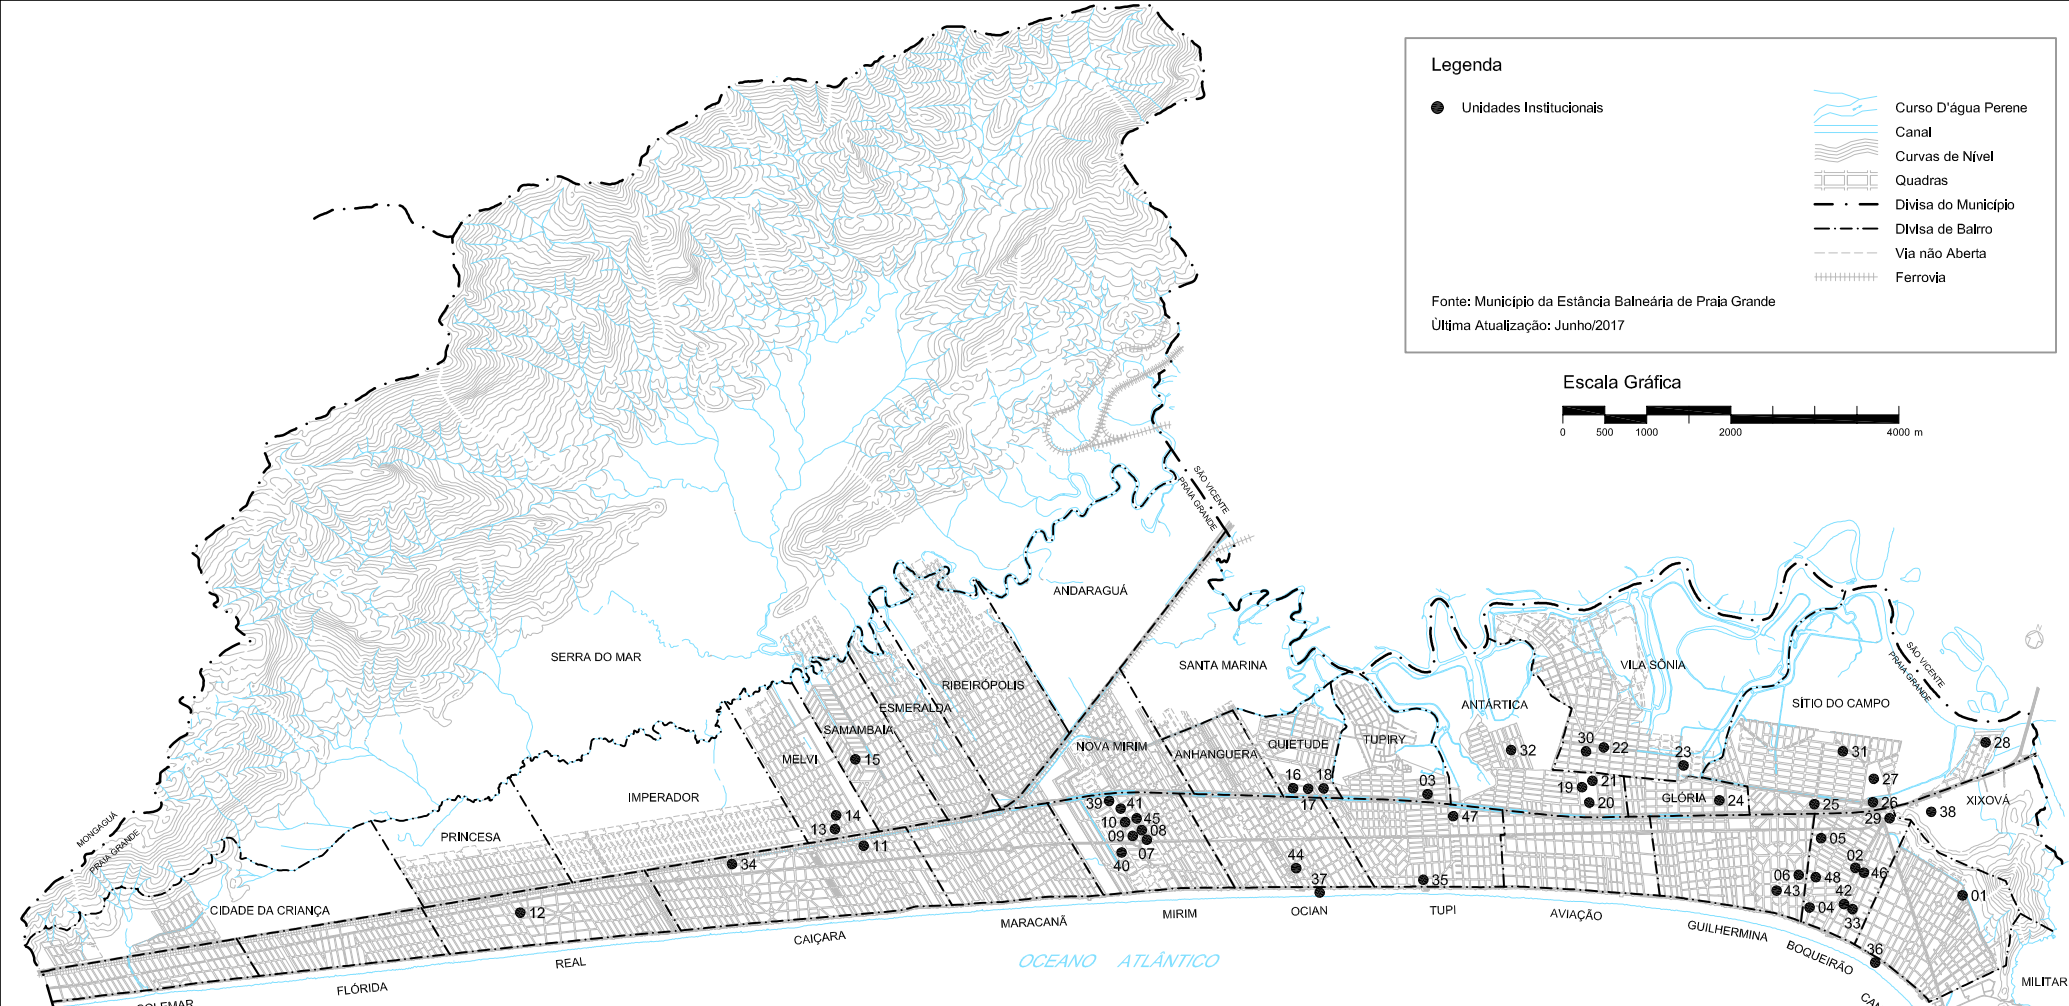 Legenda
Unidades Institucionais
Curso D'água Perene
Canal
Curvas de Nível
Quadras
Divisa do Município
Divisa de Bairro
Via não Aberta
Ferrovia
Fonte: Município da Estância Balneária de Praia Grande
Ùltima Atualização: Junho/2017
Escala Gráfica
0 500 1000 2000 4000 m
SÃO VICENTE
PRAIA GRANDE
ANDARAGUÁ
SERRA DO MAR
SANTA MARINA
VILA SÔNIA
SÃO VICENTE
PRAIA GRANDE
RIBEIRÓPOLIS
ESMERALDA
ANTÁRTICA
SÍTIO DO CAMPO
SAMAMBAIA
MELVI
NOVA MIRIM
ANHANGUERA
QUIETUDE
TUPIRY
IMPERADOR
GLÓRIA
XIXOVÁ
PRINCESA
MONGAGUÁ
PRAIA GRANDE
CIDADE DA CRIANÇA
30
22
32
23
31
28
15
16
18
17
03
19
21
20
24
27
26
25
29
38
39
41
14
13
10
45
08
09
07
40
47
11
34
05
02
46
06
48
43
42
04
33
01
44
37
35
12
36
SOLEMAR
FLÓRIDA
REAL
CAIÇARA
MARACANÃ
MIRIM
OCIAN
TUPI
AVIAÇÃO
GUILHERMINA
BOQUEIRÃO
MILITAR
OCEANO ATLÂNTICO